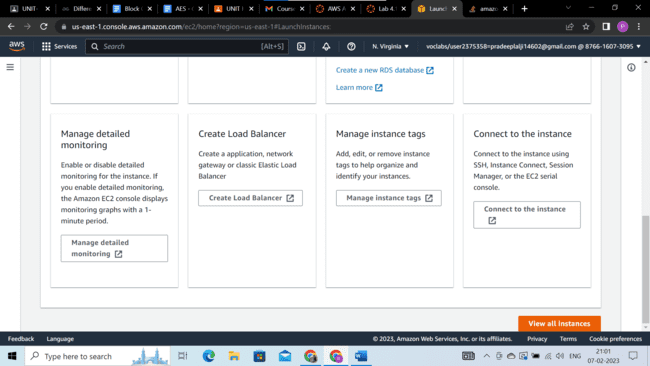 UNIT-
Differe
Block
AES -
UNIT I
Course
AWS A
Lab 4.
Launch
amazo
us-east-1.console.aws.amazon.com/ec2/home?region=us-east-1#LaunchInstances:
P
aws
Services
Search
[Alt+S]
N. Virginia
voclabs/user2375358=pradeeplalji14602@gmail.com @ 8766-1607-3095
Create a new RDS database
Learn more
Manage detailed
monitoring
Enable or disable detailed
monitoring for the instance. If
you enable detailed monitoring,
the Amazon EC2 console displays
monitoring graphs with a 1-
minute period.
Manage detailed
monitoring
Create Load Balancer
Create a application, network
gateway or classic Elastic Load
Balancer
Create Load Balancer
Manage instance tags
Add, edit, or remove instance
tags to help organize and
identify your instances.
Manage instance tags
Connect to the instance
Connect to the instance using
SSH, Instance Connect, Session
Manager, or the EC2 serial
console.
Connect to the instance
View all instances
Feedback
Language
© 2023, Amazon Web Services, Inc. or its affiliates.
Privacy
Terms
Cookie preferences
Type here to search
ENG
21:01
07-02-2023